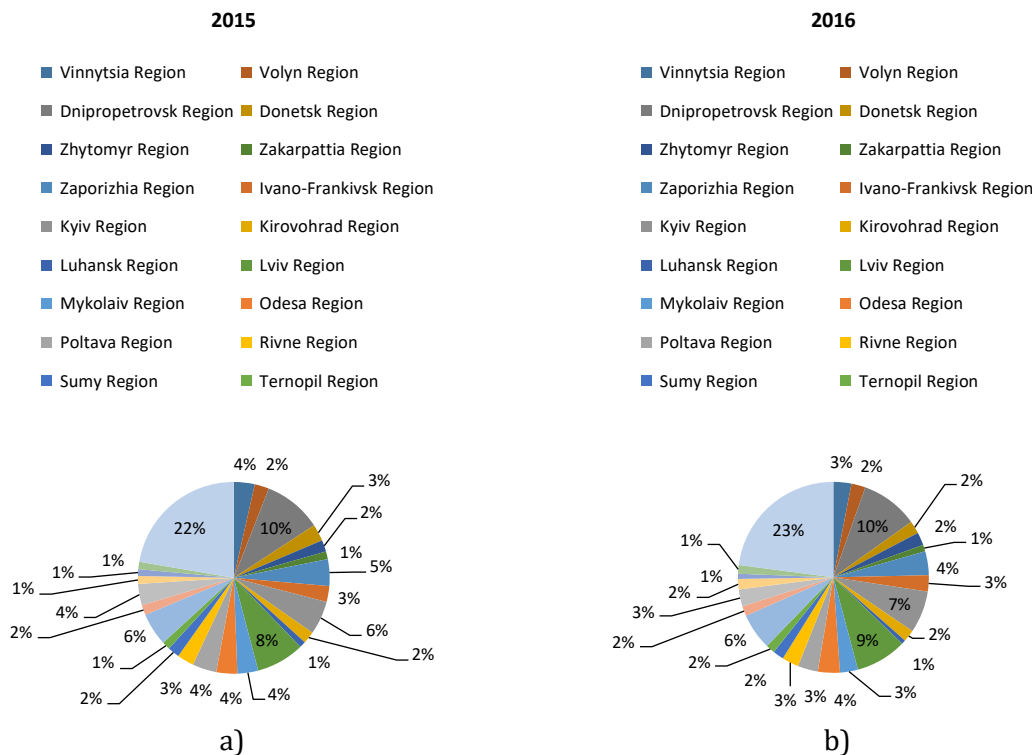 2015
Vinnytsia Region Volyn Region
Dnipropetrovsk Region Donetsk Region
Zhytomyr Region Zakarpattia Region
Zaporizhia Region Ivano-Frankivsk Region
Kyiv Region Kirovohrad Region
Luhansk Region Lviv Region
Mykolaiv Region Odesa Region
Poltava Region Rivne Region
Sumy Region Ternopil Region
4%
2%
10%
3%
2%
1%
5%
3%
6%
2%
1%
8%
4%
4%
4%
3%
2%
1%
6%
2%
4%
1%
1%
1%
22%
a)
2016
Vinnytsia Region Volyn Region
Dnipropetrovsk Region Donetsk Region
Zhytomyr Region Zakarpattia Region
Zaporizhia Region Ivano-Frankivsk Region
Kyiv Region Kirovohrad Region
Luhansk Region Lviv Region
Mykolaiv Region Odesa Region
Poltava Region Rivne Region
Sumy Region Ternopil Region
3%
2%
10%
2%
2%
1%
4%
3%
7%
2%
1%
9%
3%
4%
3%
3%
2%
2%
6%
2%
3%
2%
1%
1%
23%
b)